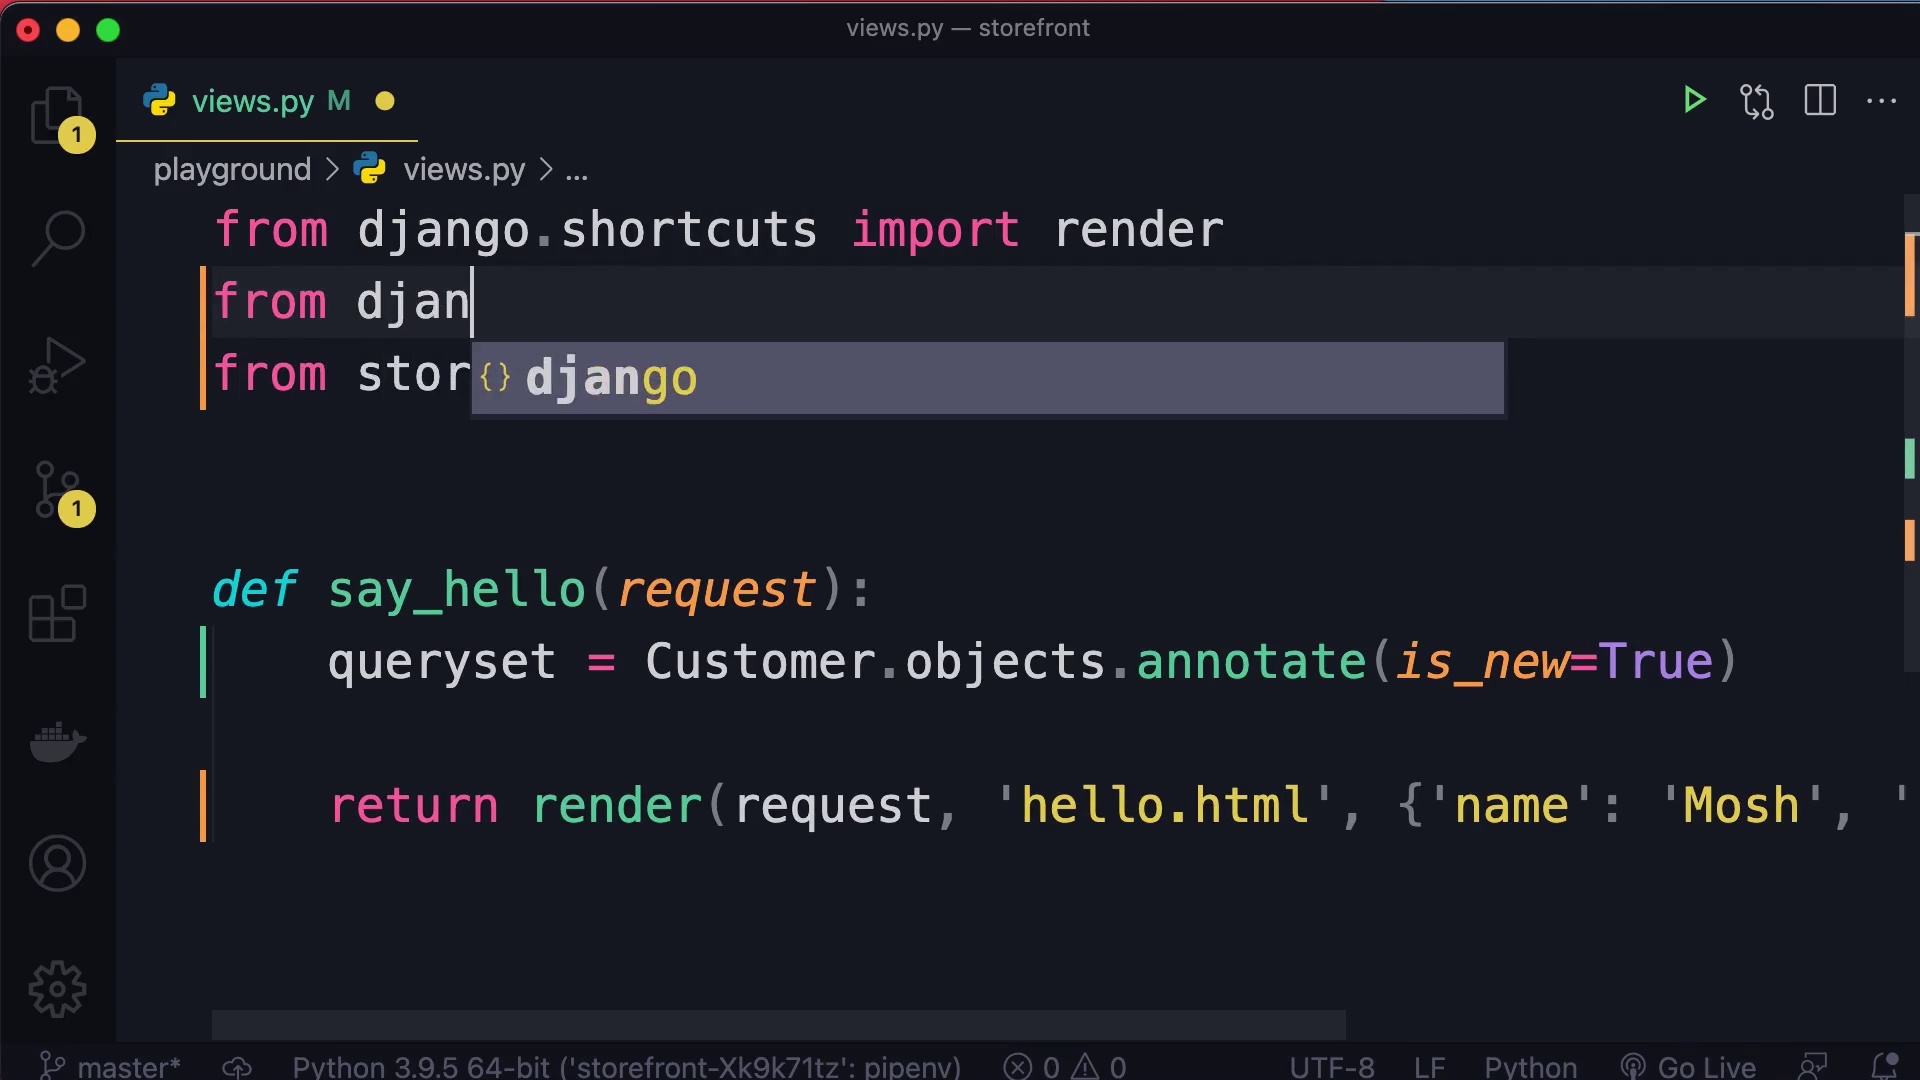 views.py — storefront
views.py M
1
playground > views.py > ...
from django.shortcuts import render
from djan
from stor
{} django
1
def say_hello(request):
queryset = Customer.objects.annotate(is_new=True)
return render(request, 'hello.html', {'name': 'Mosh', '
master* Python 3.9.5 64-bit ('storefront-Xk9k71tz': pipenv) 0 0 UTF-8 LF Python Go Live